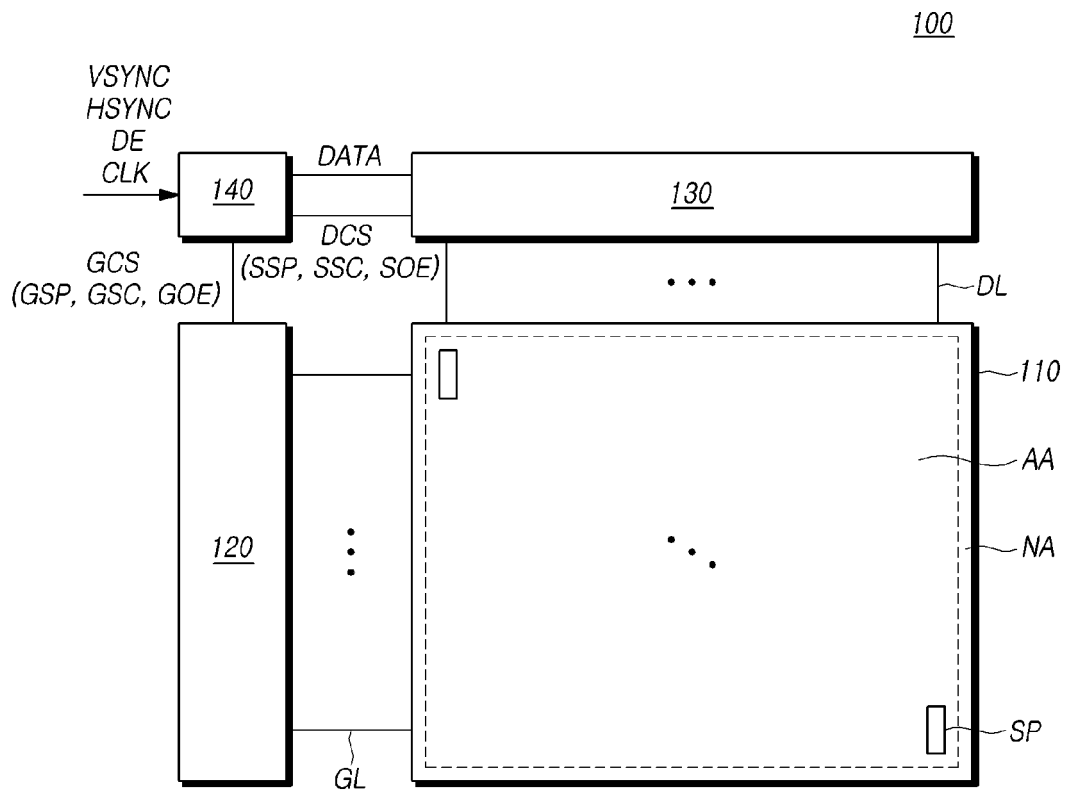 100
VSYNC
HSYNC
DE
CLK
140
DATA
130
DCS
(SSP, SSC, SOE)
GCS
(GSP, GSC, GOE)
DL
110
AA
120
NA
SP
GL